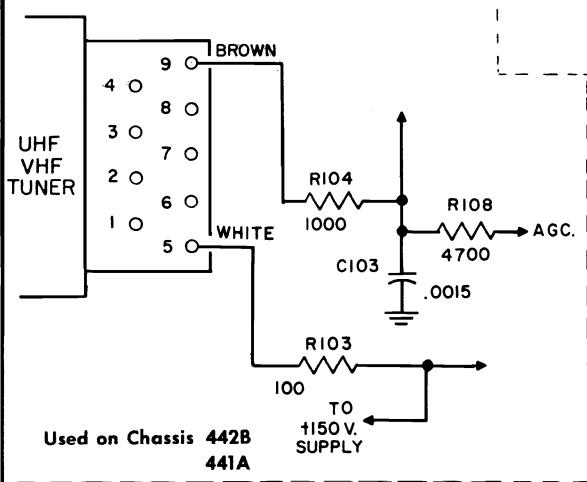 UHF
VHF
TUNER
4
3
2
1
9
8
7
6
5
BROWN
WHITE
R104
1000
R108
4700
AGC.
C103
.0015
R103
100
TO
+150 V.
SUPPLY
Used on Chassis 442B
441A